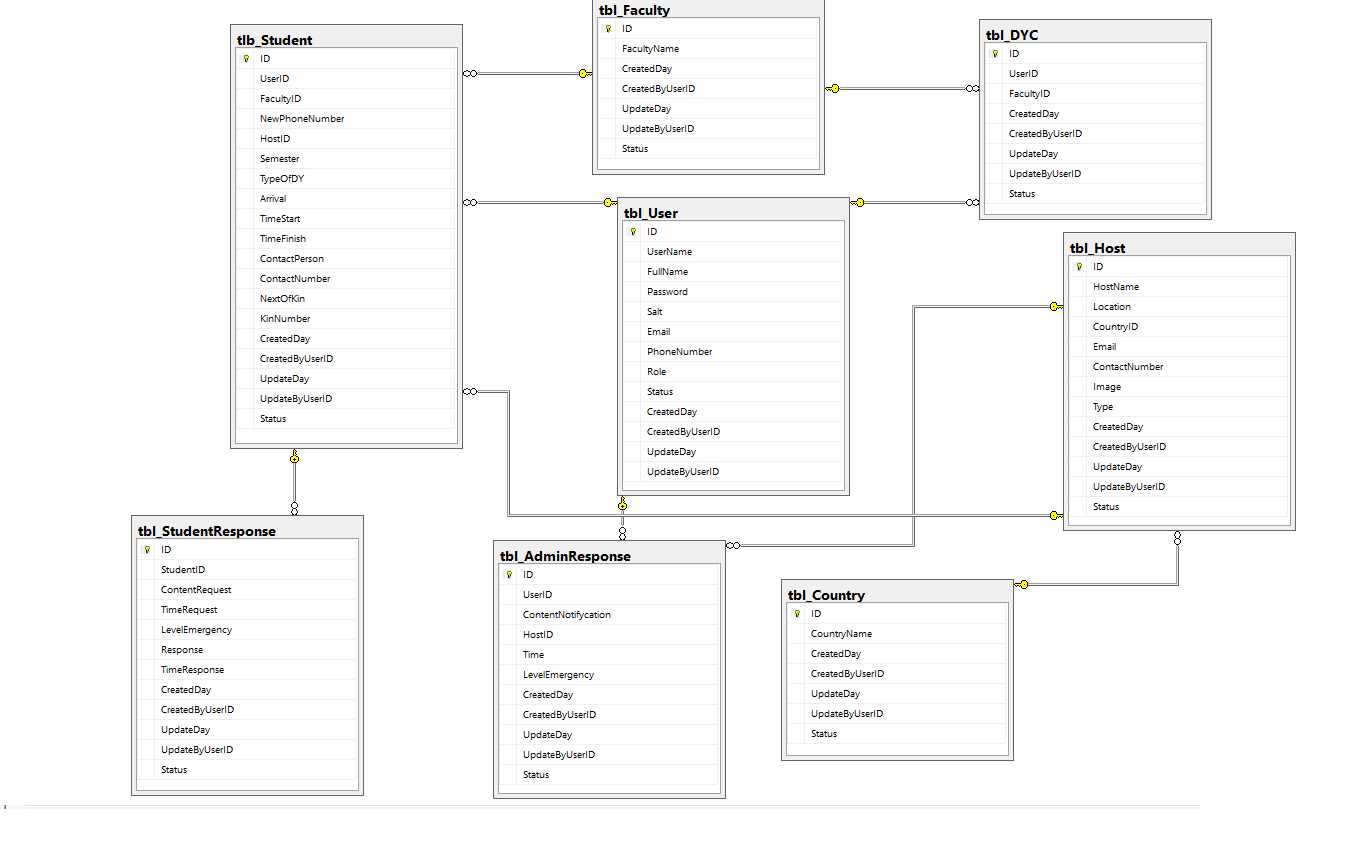 tlb_Student
ID
UserID
FacultyID
NewPhoneNumber
HostID
Semester
TypeOfDY
Arrival
TimeStart
TimeFinish
ContactPerson
ContactNumber
NextOfKin
KinNumber
CreatedDay
CreatedByUserID
UpdateDay
UpdateByUserID
Status
tbl_Faculty
ID
FacultyName
CreatedDay
CreatedByUserID
UpdateDay
UpdateByUserID
Status
tbl_DYC
ID
UserID
FacultyID
CreatedDay
CreatedByUserID
UpdateDay
UpdateByUserID
Status
tbl_User
ID
UserName
FullName
Password
Salt
Email
PhoneNumber
Role
Status
CreatedDay
CreatedByUserID
UpdateDay
UpdateByUserID
tbl_Host
ID
HostName
Location
CountryID
Email
ContactNumber
Image
Type
CreatedDay
CreatedByUserID
UpdateDay
UpdateByUserID
Status
tbl_StudentResponse
ID
StudentID
ContentRequest
TimeRequest
LevelEmergency
Response
TimeResponse
CreatedDay
CreatedByUserID
UpdateDay
UpdateByUserID
Status
tbl_AdminResponse
ID
UserID
ContentNotifycation
HostID
Time
LevelEmergency
CreatedDay
CreatedByUserID
UpdateDay
UpdateByUserID
Status
tbl_Country
ID
CountryName
CreatedDay
CreatedByUserID
UpdateDay
UpdateByUserID
Status